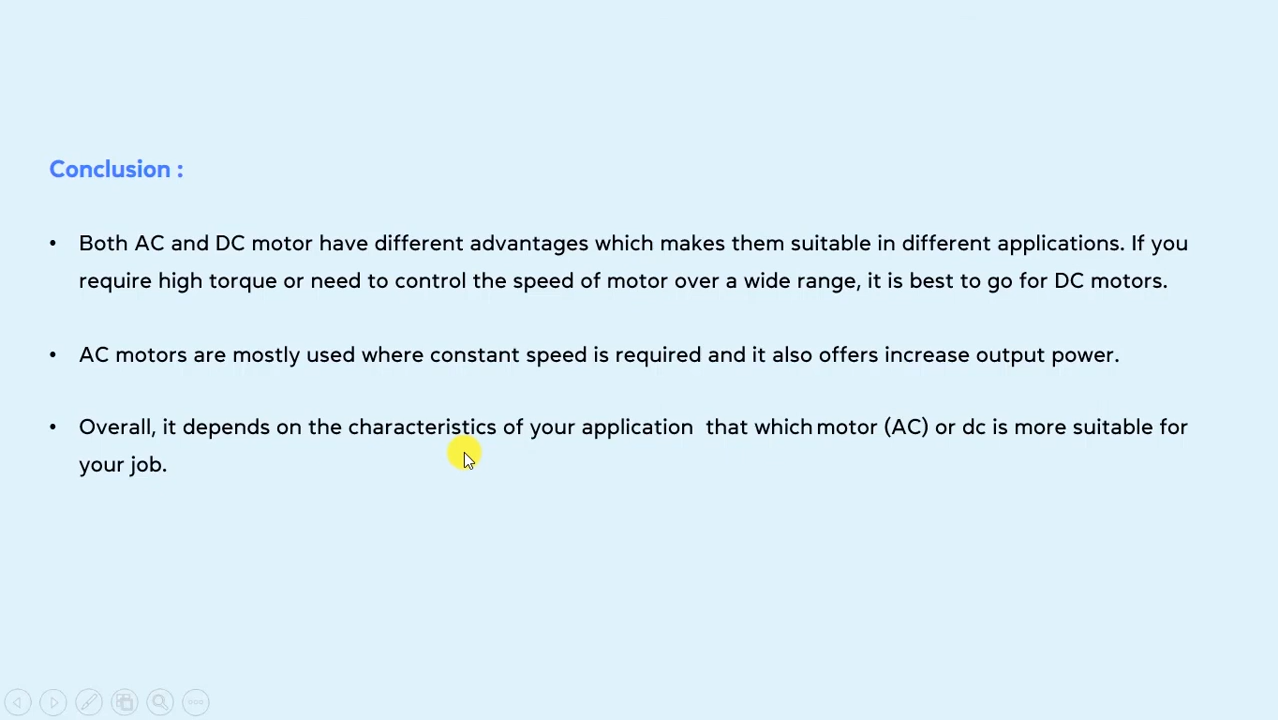 Conclusion :
• Both AC and DC motor have different advantages which makes them suitable in different applications. If you
require high torque or need to control the speed of motor over a wide range, it is best to go for DC motors.
• AC motors are mostly used where constant speed is required and it also offers increase output power.
• Overall, it depends on the characteristics of your application that which motor (AC) or dc is more suitable for
your job.